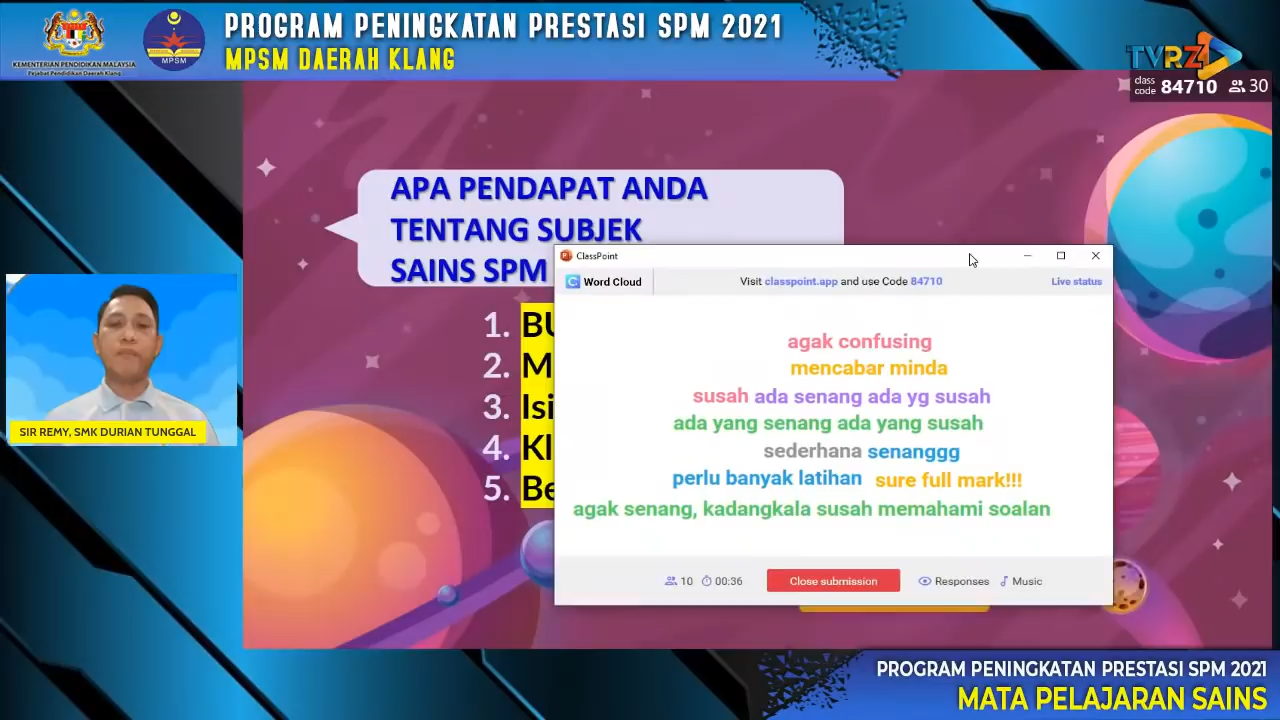 KEMENTERIAN PENDIDIKAN MALAYSIA
Pejabat Pendidikan Daerah Klang
MPSM
PROGRAM PENINGKATAN PRESTASI SPM 2021
MPSM DAERAH KLANG
TVRZ
class code 84710 30
APA PENDAPAT ANDA
TENTANG SUBJEK
SAINS SPM
1. BU
2. M
3. Isi
4. Kl
5. Be
ClassPoint
Word Cloud
Visit classpoint.app and use Code 84710
Live status
agak confusing
mencabar minda
susah ada senang ada yg susah
ada yang senang ada yang susah
sederhana senanggg
perlu banyak latihan sure full mark!!!
agak senang, kadangkala susah memahami soalan
10 00:36 Close submission Responses Music
SIR REMY, SMK DURIAN TUNGGAL
PROGRAM PENINGKATAN PRESTASI SPM 2021
MATA PELAJARAN SAINS